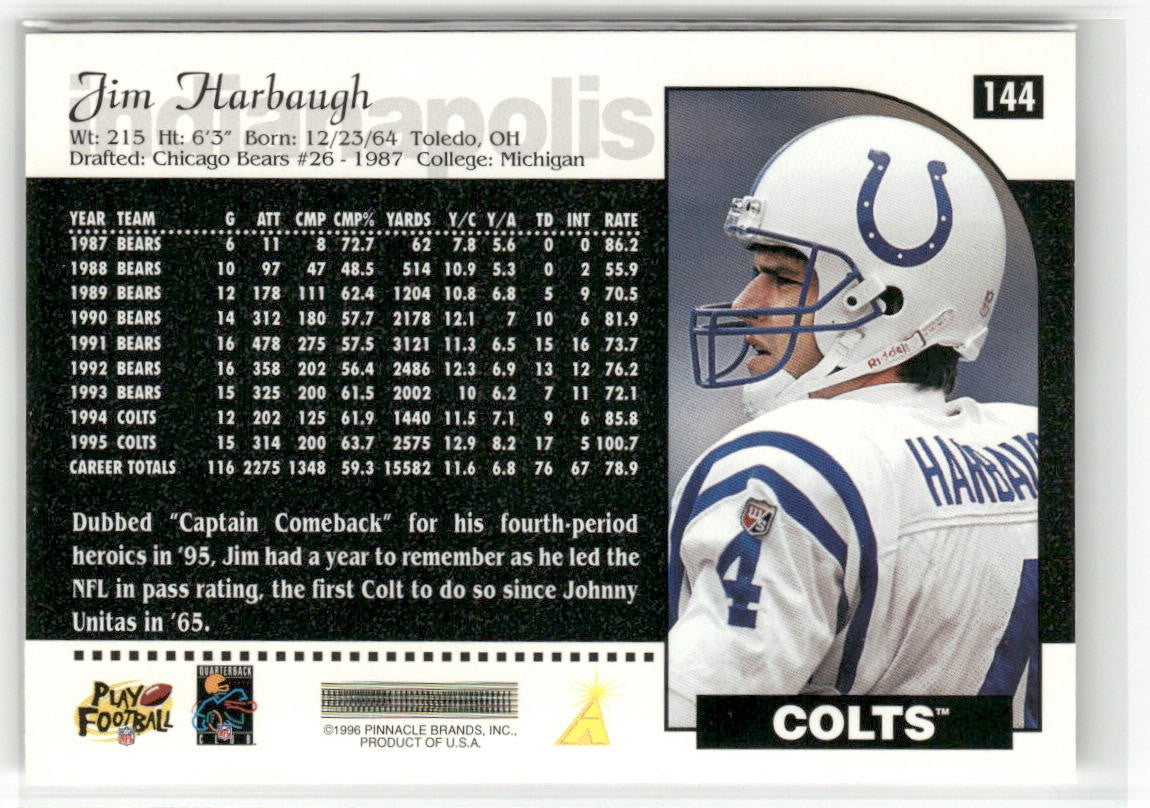 indianapolis
Jim Harbaugh
144
Wt: 215 Ht: 6'3" Born: 12/23/64 Toledo, OH
Drafted: Chicago Bears #26 - 1987 College: Michigan
YEAR TEAM G ATT CMP CMP% YARDS Y/C Y/A TD INT RATE
1987 BEARS 6 11 8 72.7 62 7.8 5.6 0 0 86.2
1988 BEARS 10 97 47 48.5 514 10.9 5.3 0 2 55.9
1989 BEARS 12 178 111 62.4 1204 10.8 6.8 5 9 70.5
1990 BEARS 14 312 180 57.7 2178 12.1 7 10 6 81.9
1991 BEARS 16 478 275 57.5 3121 11.3 6.5 15 16 73.7
1992 BEARS 16 358 202 56.4 2486 12.3 6.9 13 12 76.2
1993 BEARS 15 325 200 61.5 2002 10 6.2 7 11 72.1
1994 COLTS 12 202 125 61.9 1440 11.5 7.1 9 6 85.8
1995 COLTS 15 314 200 63.7 2575 12.9 8.2 17 5 100.7
CAREER TOTALS 116 2275 1348 59.3 15582 11.6 6.8 76 67 78.9
Dubbed "Captain Comeback" for his fourth-period
heroics in '95, Jim had a year to remember as he led the
NFL in pass rating, the first Colt to do so since Johnny
Unitas in '65.
Riddell
HARBAU
4
4
PLAY
FOOTBALL
NFL
QUARTERBACK
CLUB
NFL
©1996 PINNACLE BRANDS, INC.,
PRODUCT OF U.S.A.
COLTS™